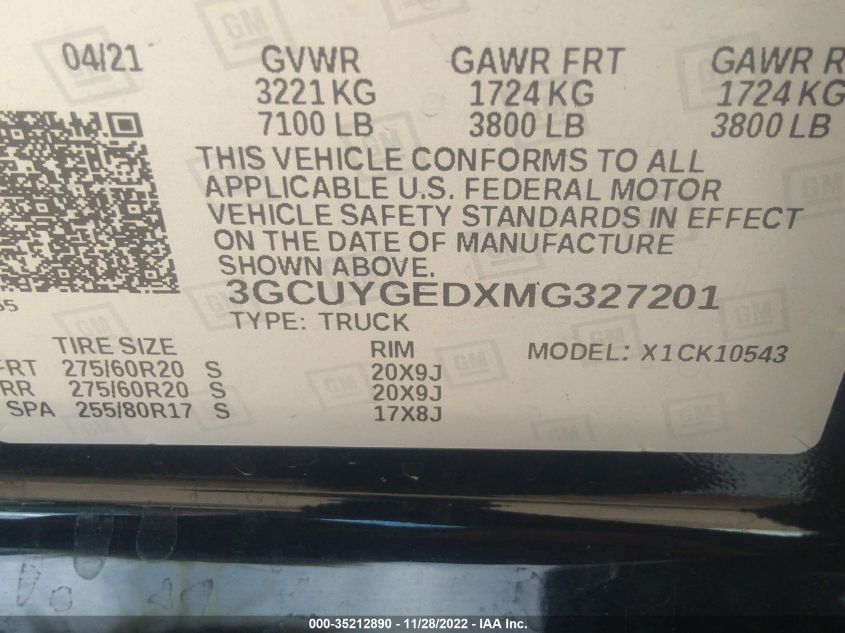 04/21 GVWR GAWR FRT GAWR R
3221 KG 1724 KG 1724 KG
7100 LB 3800 LB 3800 LB
THIS VEHICLE CONFORMS TO ALL
APPLICABLE U.S. FEDERAL MOTOR
VEHICLE SAFETY STANDARDS IN EFFECT
ON THE DATE OF MANUFACTURE
SHOWN ABOVE.
3GCUYGEDXMG327201
TYPE: TRUCK
TIRE SIZE RIM MODEL: X1CK10543
FRT 275/60R20 S 20X9J
RR 275/60R20 S 20X9J
SPA 255/80R17 S 17X8J
000-35212890 - 11/28/2022 - IAA Inc.